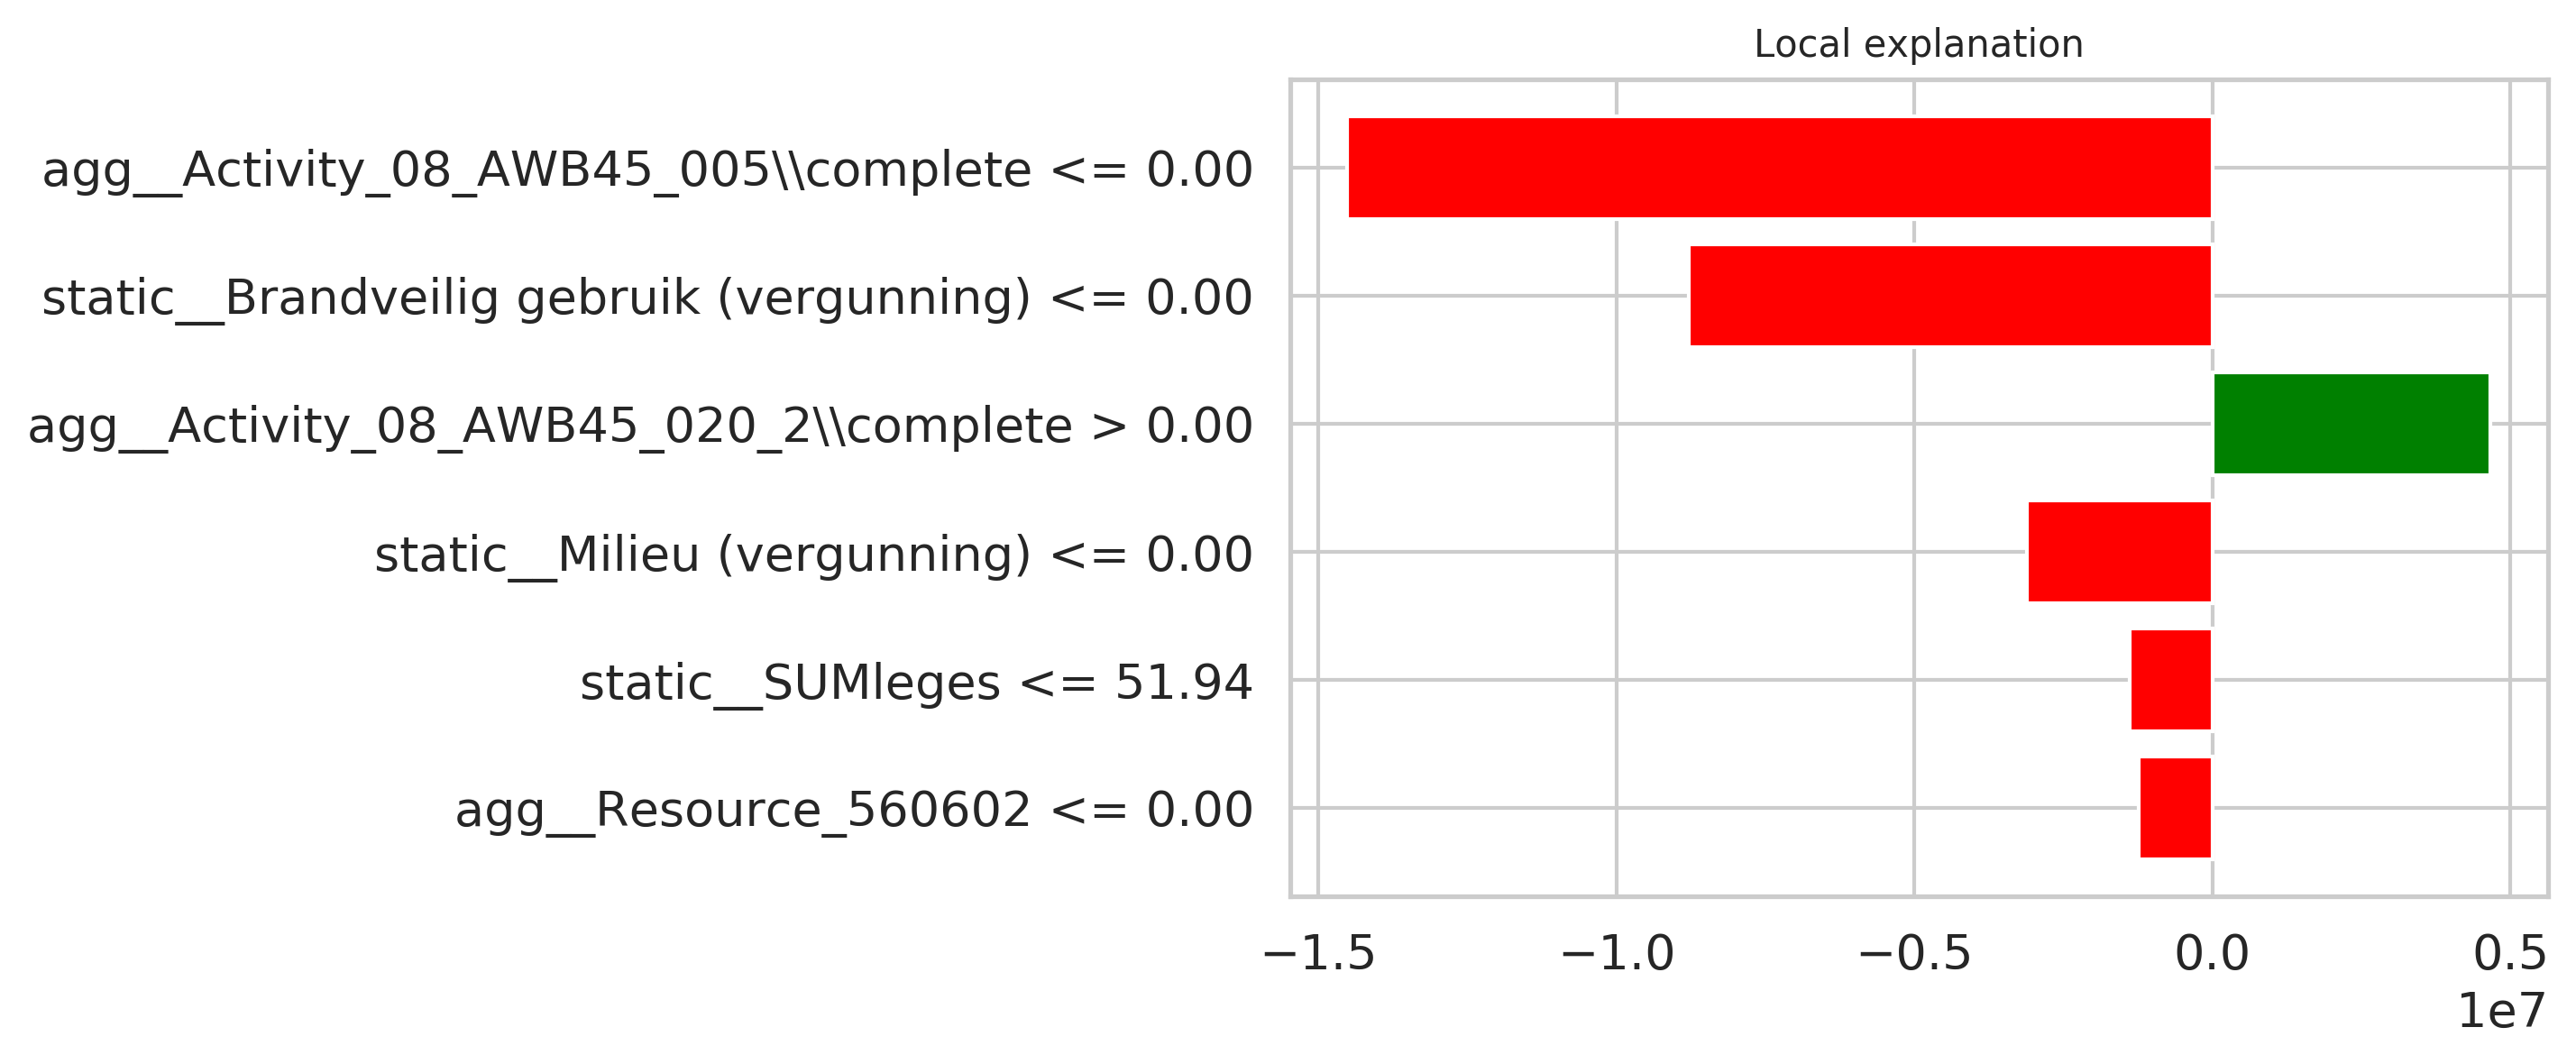 Local explanation
agg__Activity_08_AWB45_005\\complete <= 0.00
static__Brandveilig gebruik (vergunning) <= 0.00
agg__Activity_08_AWB45_020_2\\complete > 0.00
static__Milieu (vergunning) <= 0.00
static__SUMleges <= 51.94
agg__Resource_560602 <= 0.00
−1.5 −1.0 −0.5 0.0 0.5
1e7